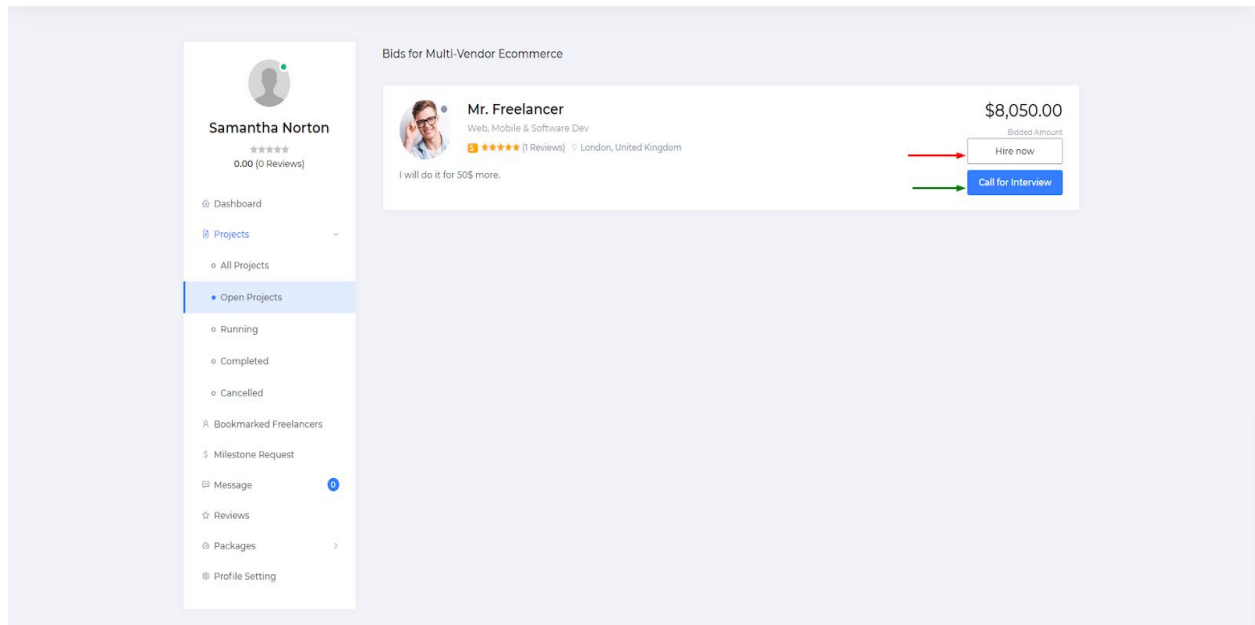 Samantha Norton
0.00 (0 Reviews)
Dashboard
Projects
All Projects
Open Projects
Running
Completed
Cancelled
Bookmarked Freelancers
Milestone Request
Message
0
Reviews
Packages
Profile Setting
Bids for Multi-Vendor Ecommerce
Mr. Freelancer
Web, Mobile & Software Dev
5 (1 Reviews) London, United Kingdom
I will do it for 50$ more.
$8,050.00
Bidded Amount
Hire now
Call for Interview